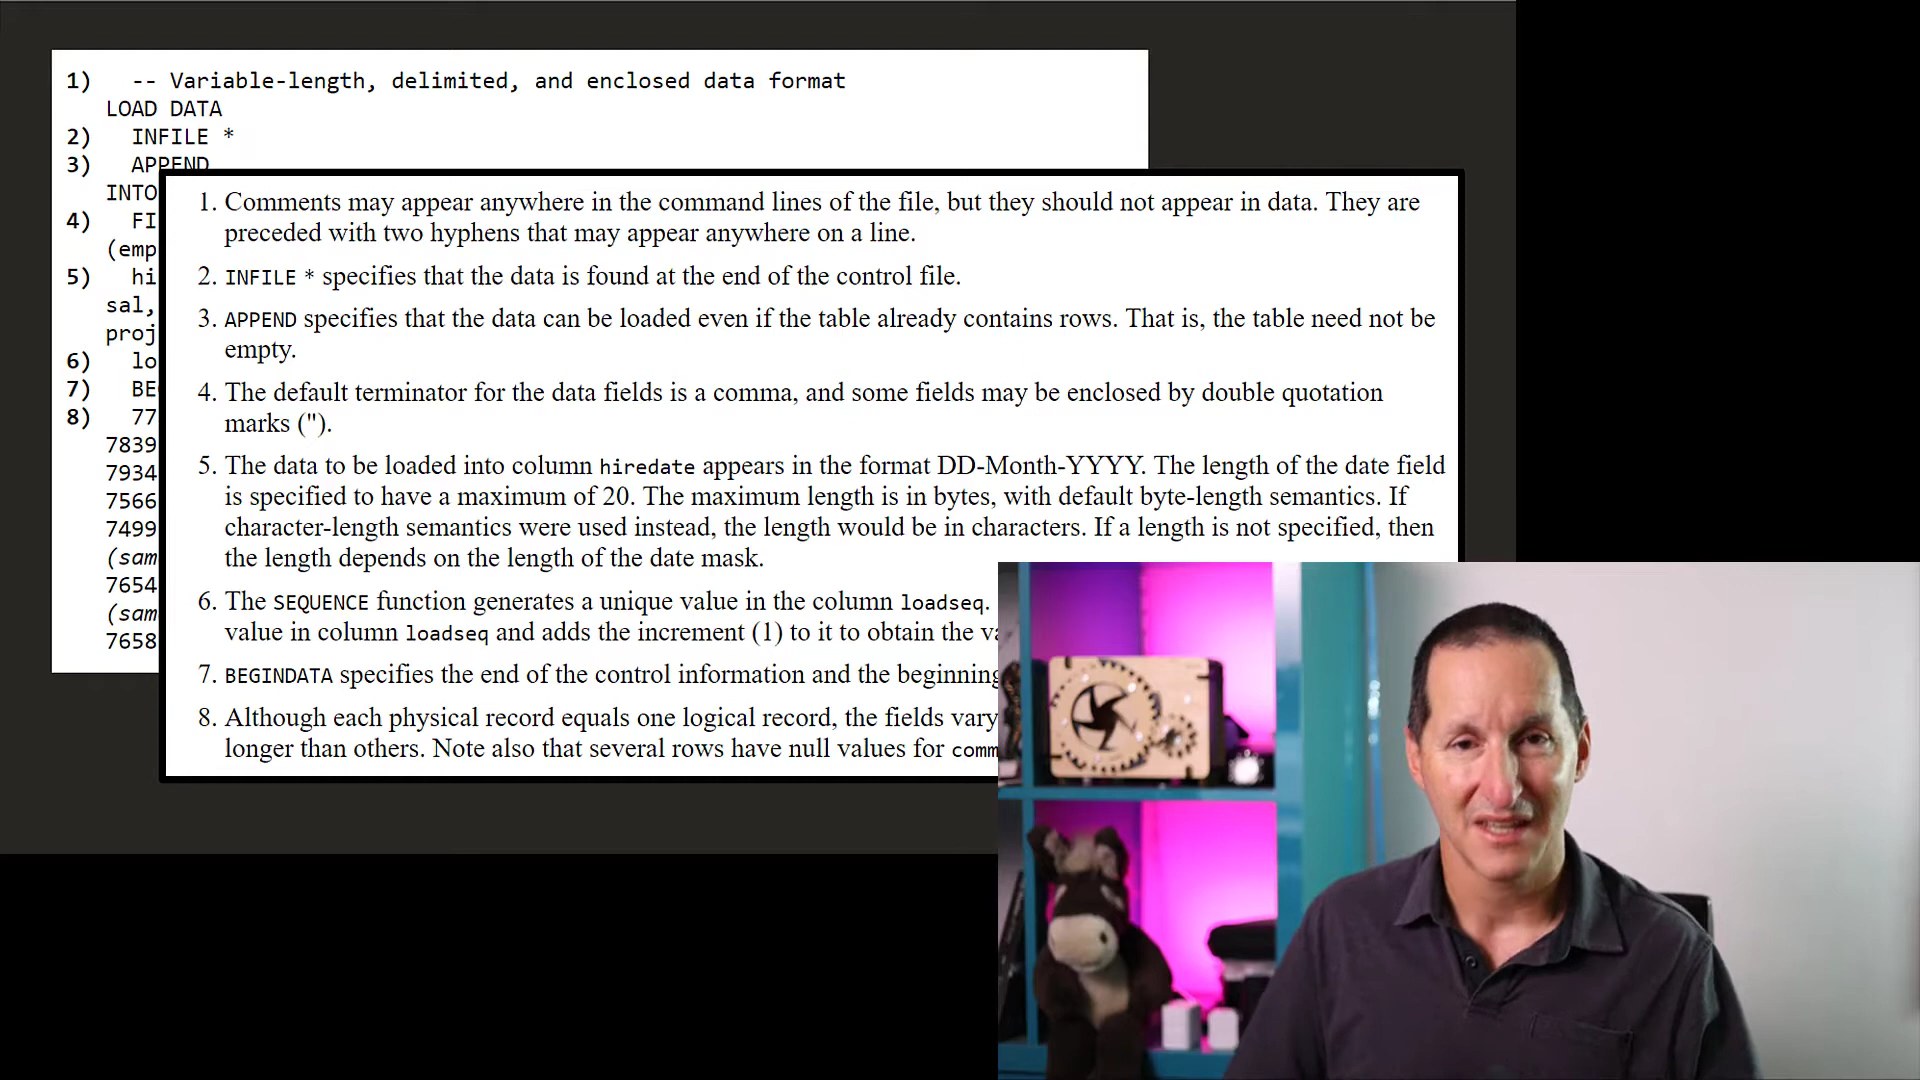 1) -- Variable-length, delimited, and enclosed data format
LOAD DATA
2) INFILE *
3) APPEND
INTO
4) FI
(emp
5) hi
sal,
proj
6) lo
7) BE
8) 77
7839
7934
7566
7499
(sam
7654
(sam
7658
1. Comments may appear anywhere in the command lines of the file, but they should not appear in data. They are
preceded with two hyphens that may appear anywhere on a line.
2. INFILE * specifies that the data is found at the end of the control file.
3. APPEND specifies that the data can be loaded even if the table already contains rows. That is, the table need not be
empty.
4. The default terminator for the data fields is a comma, and some fields may be enclosed by double quotation
marks (").
5. The data to be loaded into column hiredate appears in the format DD-Month-YYYY. The length of the date field
is specified to have a maximum of 20. The maximum length is in bytes, with default byte-length semantics. If
character-length semantics were used instead, the length would be in characters. If a length is not specified, then
the length depends on the length of the date mask.
6. The SEQUENCE function generates a unique value in the column loadseq.
value in column loadseq and adds the increment (1) to it to obtain the va
7. BEGINDATA specifies the end of the control information and the beginning
8. Although each physical record equals one logical record, the fields vary
longer than others. Note also that several rows have null values for comm